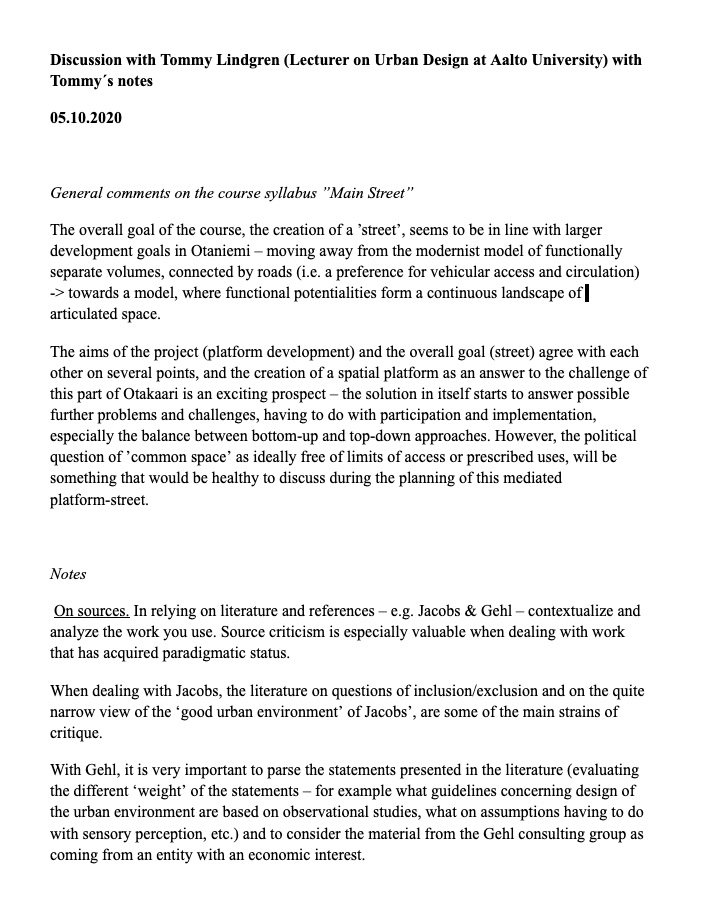 Discussion with Tommy Lindgren (Lecturer on Urban Design at Aalto University) with
Tommy´s notes
05.10.2020
General comments on the course syllabus ”Main Street”
The overall goal of the course, the creation of a ’street’, seems to be in line with larger
development goals in Otaniemi – moving away from the modernist model of functionally
separate volumes, connected by roads (i.e. a preference for vehicular access and circulation)
-> towards a model, where functional potentialities form a continuous landscape of
articulated space.
The aims of the project (platform development) and the overall goal (street) agree with each
other on several points, and the creation of a spatial platform as an answer to the challenge of
this part of Otakaari is an exciting prospect – the solution in itself starts to answer possible
further problems and challenges, having to do with participation and implementation,
especially the balance between bottom-up and top-down approaches. However, the political
question of ’common space’ as ideally free of limits of access or prescribed uses, will be
something that would be healthy to discuss during the planning of this mediated
platform-street.
Notes
On sources. In relying on literature and references – e.g. Jacobs & Gehl – contextualize and
analyze the work you use. Source criticism is especially valuable when dealing with work
that has acquired paradigmatic status.
When dealing with Jacobs, the literature on questions of inclusion/exclusion and on the quite
narrow view of the ‘good urban environment’ of Jacobs’, are some of the main strains of
critique.
With Gehl, it is very important to parse the statements presented in the literature (evaluating
the different ‘weight’ of the statements – for example what guidelines concerning design of
the urban environment are based on observational studies, what on assumptions having to do
with sensory perception, etc.) and to consider the material from the Gehl consulting group as
coming from an entity with an economic interest.